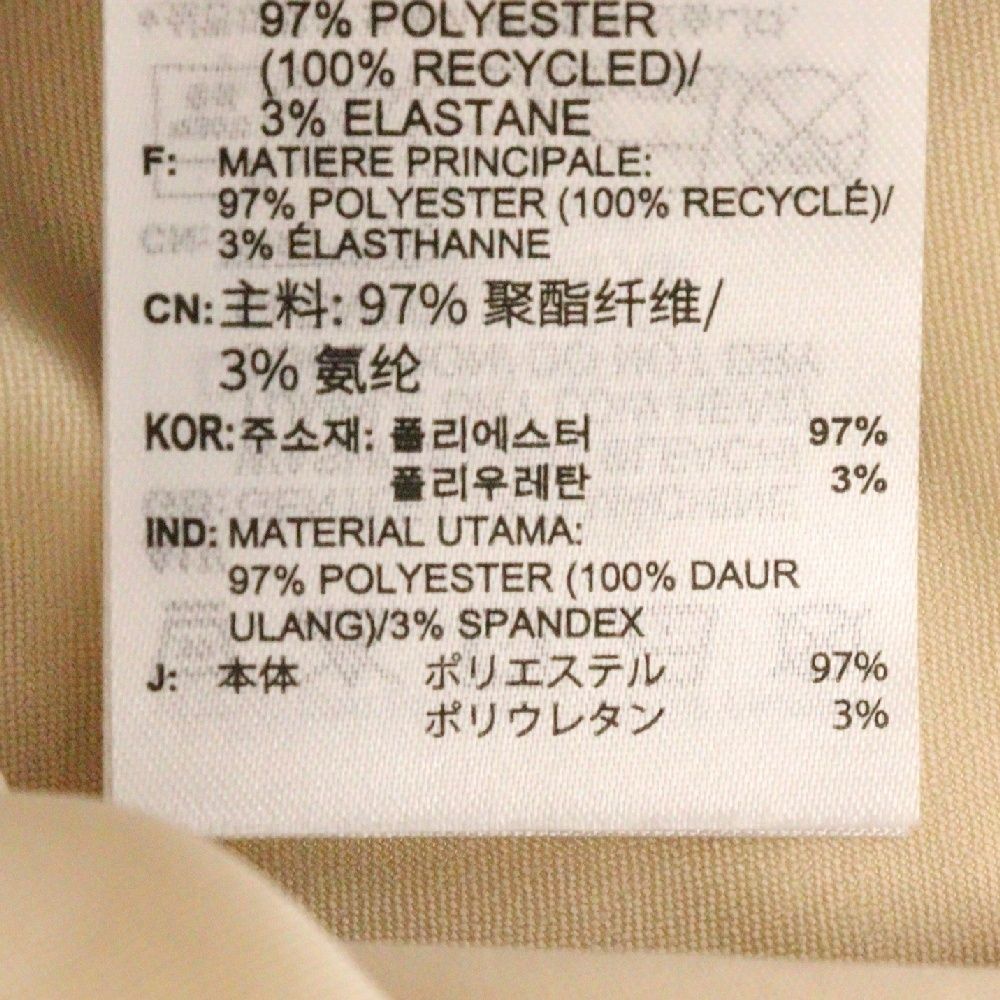 97% POLYESTER
(100% RECYCLED)/
3% ELASTANE
F: MATIERE PRINCIPALE:
97% POLYESTER (100% RECYCLÉ)/
3% ÉLASTHANNE
CN: 主料: 97% 聚酯纤维/
3% 氨纶
KOR: 주소재: 폴리에스터 97%
폴리우레탄 3%
IND: MATERIAL UTAMA:
97% POLYESTER (100% DAUR
ULANG)/3% SPANDEX
J: 本体 ポリエステル 97%
ポリウレタン 3%